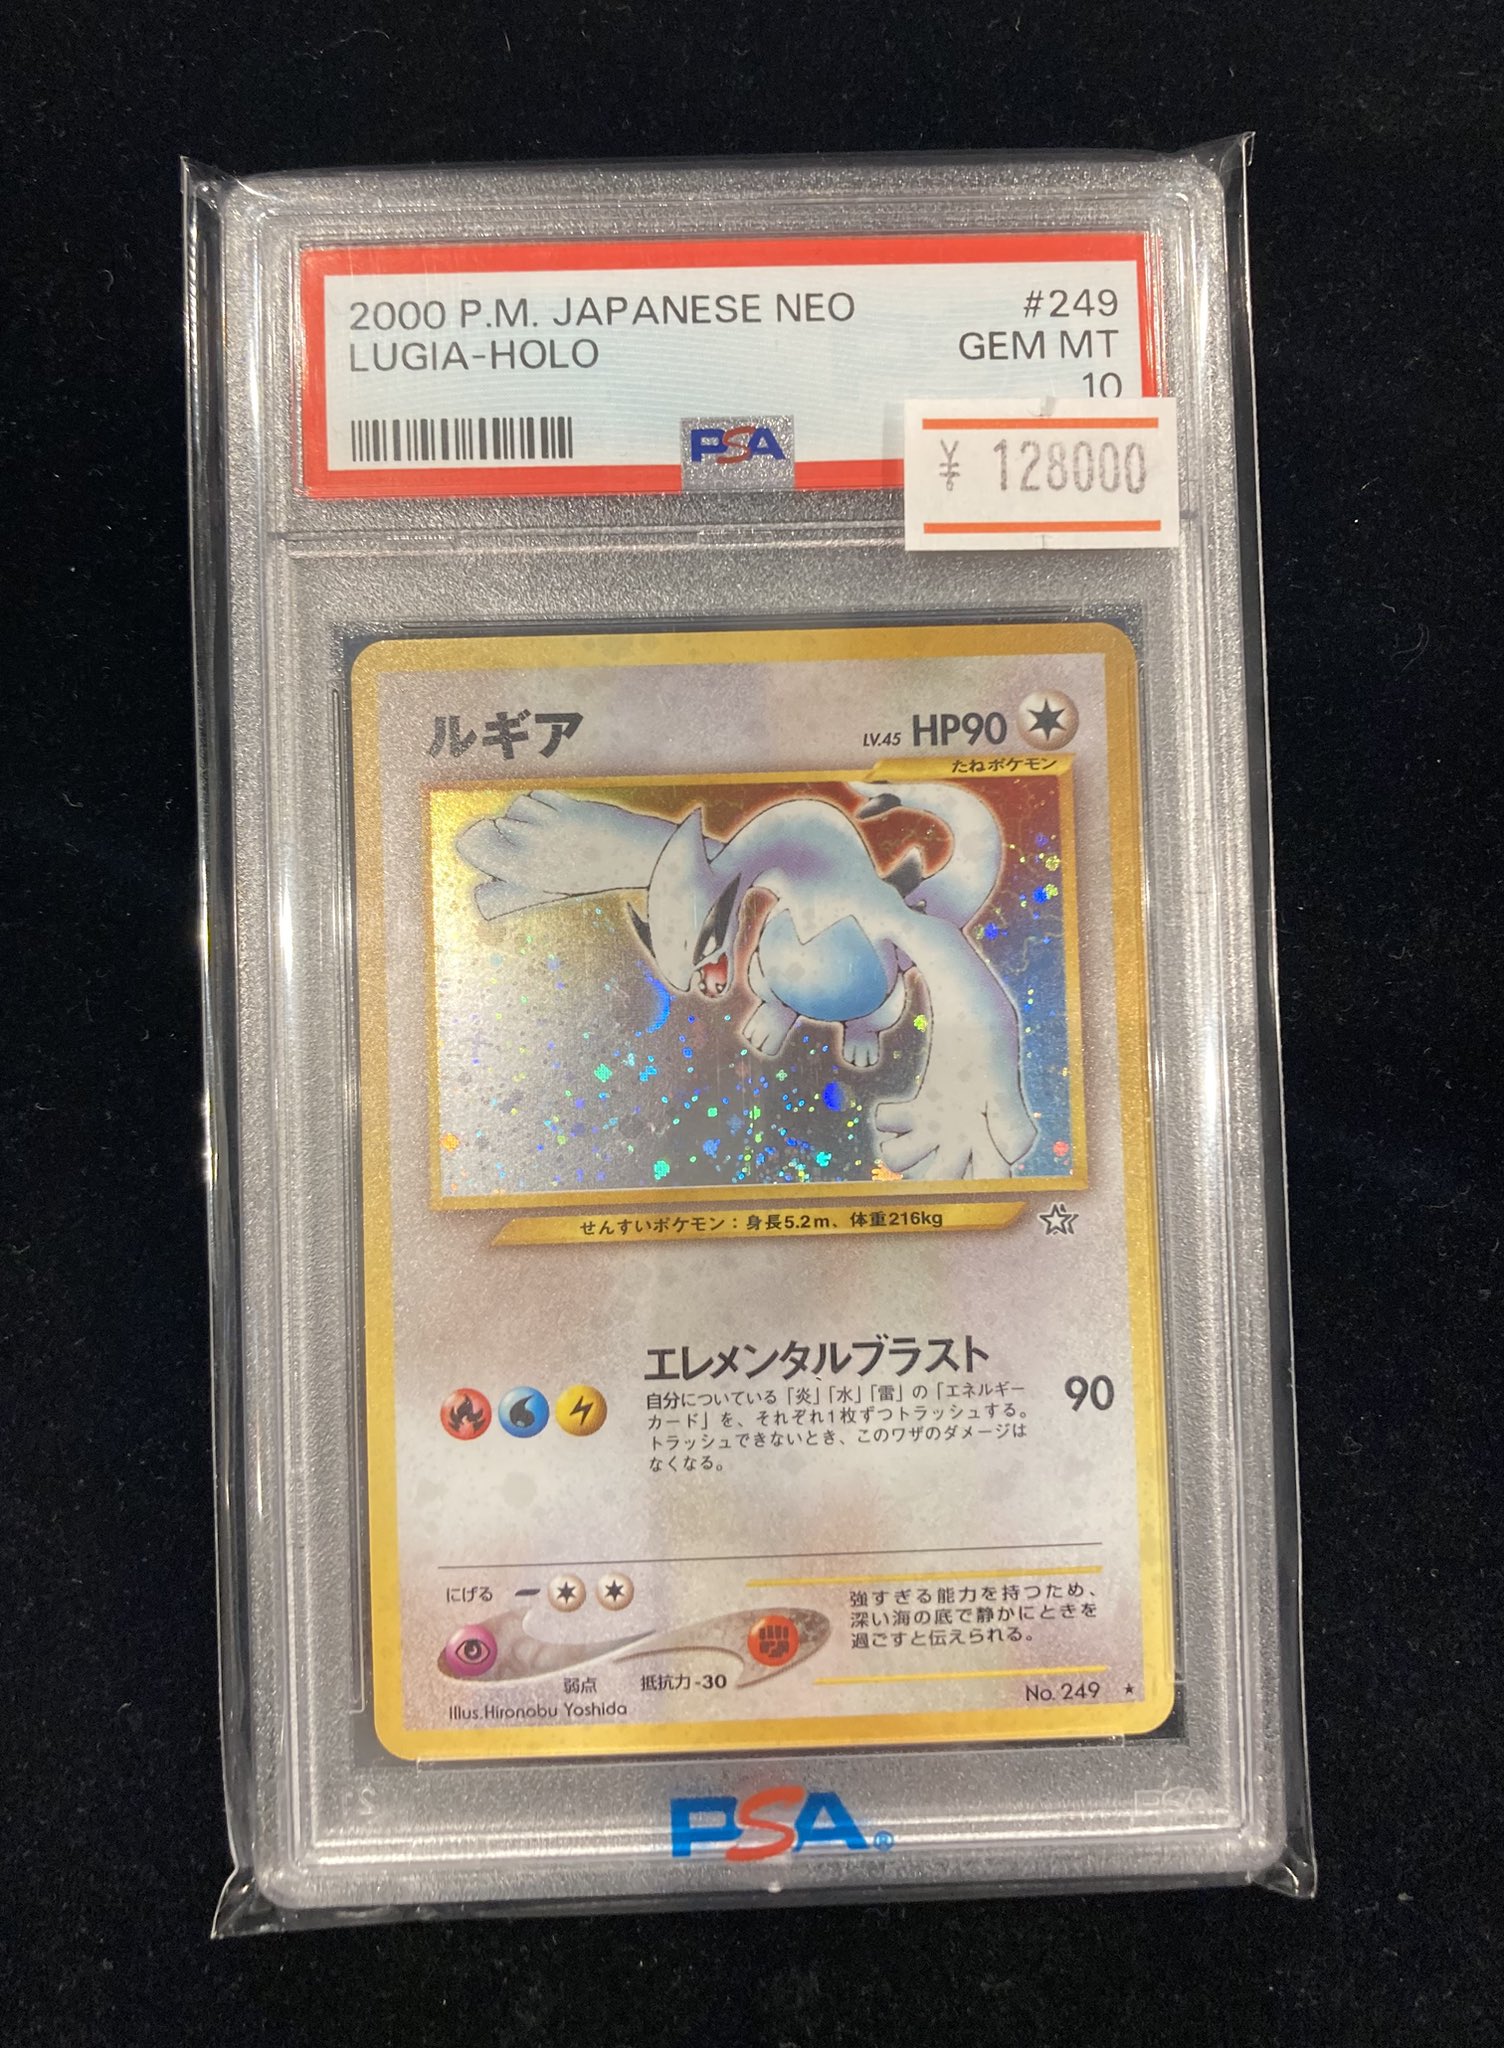 2000 P.M. JAPANESE NEO #249
LUGIA-HOLO GEM MT
10
PSA
¥ 128000
ルギア LV.45 HP90
たねポケモン
せんすいポケモン：身長5.2m、体重216kg
エレメンタルブラスト 90
自分についている「炎」「水」「雷」の「エネルギー
カード」を、それぞれ1枚ずつトラッシュする。
トラッシュできないとき、このワザのダメージは
なくなる。
にげる
弱点 抵抗力-30
強すぎる能力を持つため、
深い海の底で静かにときを
過ごすと伝えられる。
Illus.Hironobu Yoshida No.249 ★
PSA®